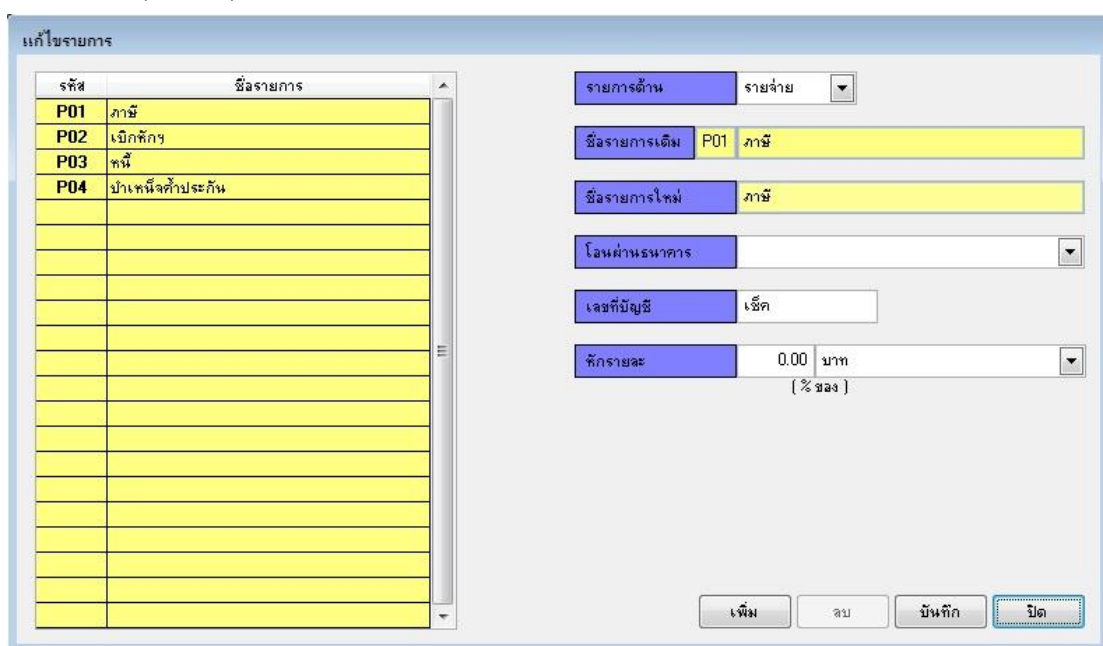 แก้ไขรายการ
รหัส ชื่อรายการ
P01 ภาษี
P02 เบิกหักฯ
P03 หนี้
P04 บำเหน็จค้ำประกัน
รายการด้าน รายจ่าย
ชื่อรายการเดิม P01 ภาษี
ชื่อรายการใหม่ ภาษี
โอนผ่านธนาคาร
เลขที่บัญชี เช็ค
หักรายละ 0.00 บาท
( % ของ )
เพิ่ม ลบ บันทึก ปิด